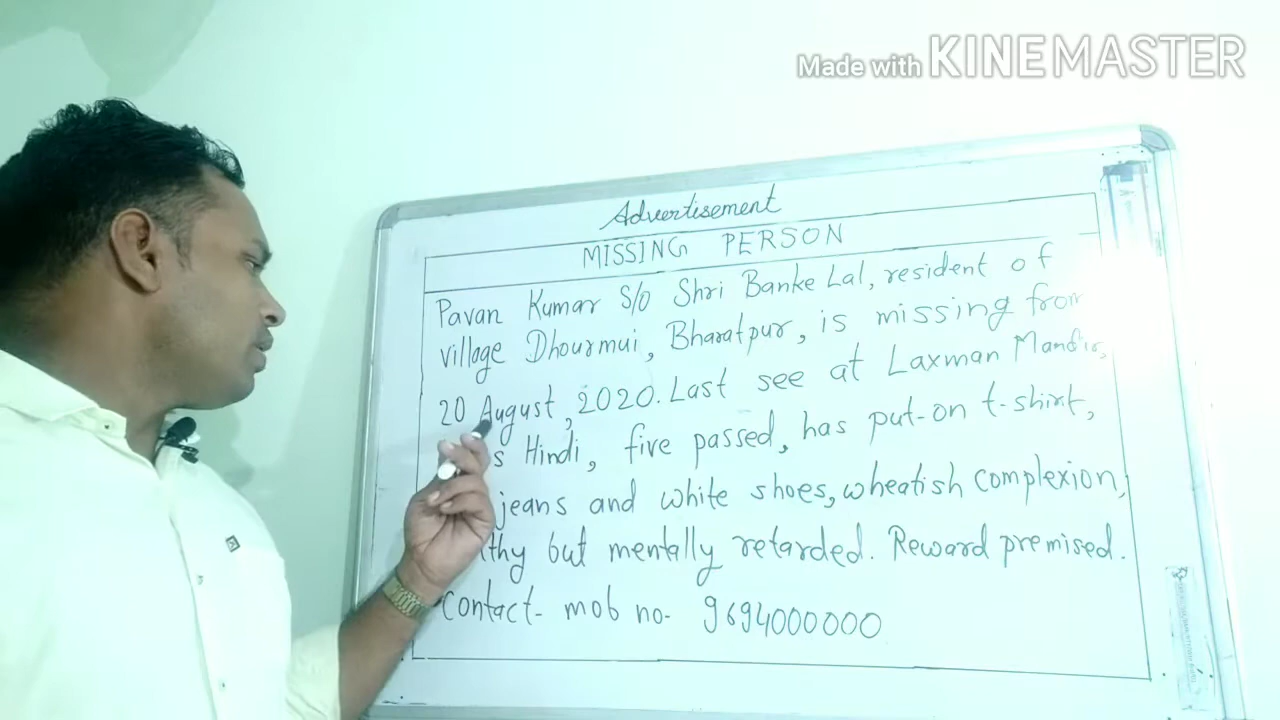 Made with KINEMASTER
Advertisement
MISSING PERSON
Pavan Kumar S/o Shri Banke Lal, resident of
village Dhourmui, Bharatpur, is missing from
20 August, 2020. Last see at Laxman Mandir,
s Hindi, five passed, has put-on t-shirt,
jeans and white shoes, wheatish complexion,
thy but mentally retarded. Reward premised.
Contact- mob no- 9694000000